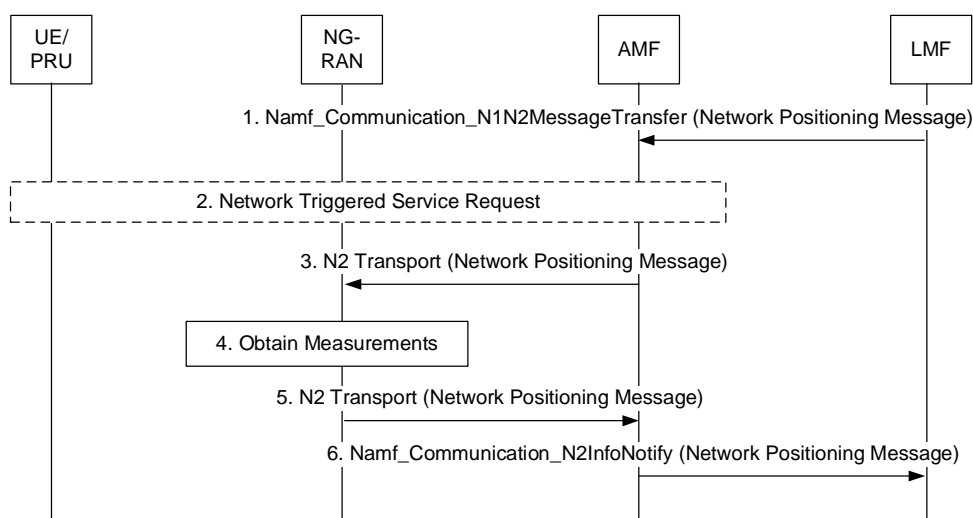 UE/
PRU
NG-
RAN
AMF
LMF
1. Namf_Communication_N1N2MessageTransfer (Network Positioning Message)
2. Network Triggered Service Request
3. N2 Transport (Network Positioning Message)
4. Obtain Measurements
5. N2 Transport (Network Positioning Message)
6. Namf_Communication_N2InfoNotify (Network Positioning Message)